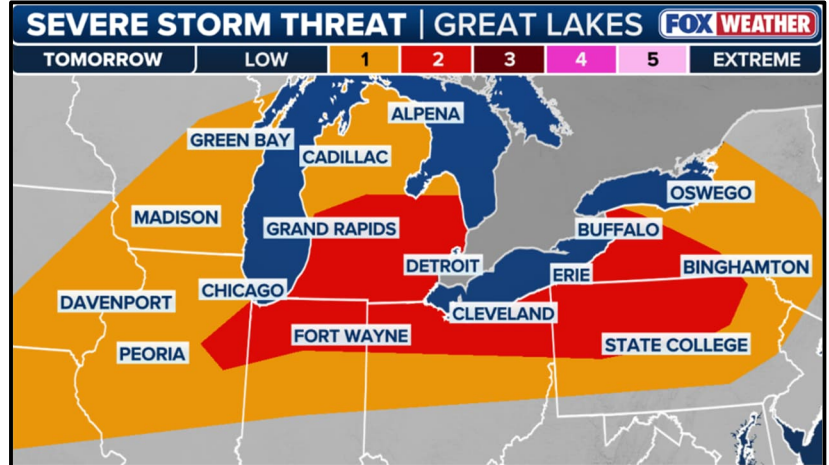 SEVERE STORM THREAT | GREAT LAKES FOX WEATHER
TOMORROW LOW 1 2 3 4 5 EXTREME
ALPENA
GREEN BAY
CADILLAC
OSWEGO
MADISON
GRAND RAPIDS
BUFFALO
DETROIT
ERIE
BINGHAMTON
CHICAGO
DAVENPORT
CLEVELAND
FORT WAYNE
STATE COLLEGE
PEORIA